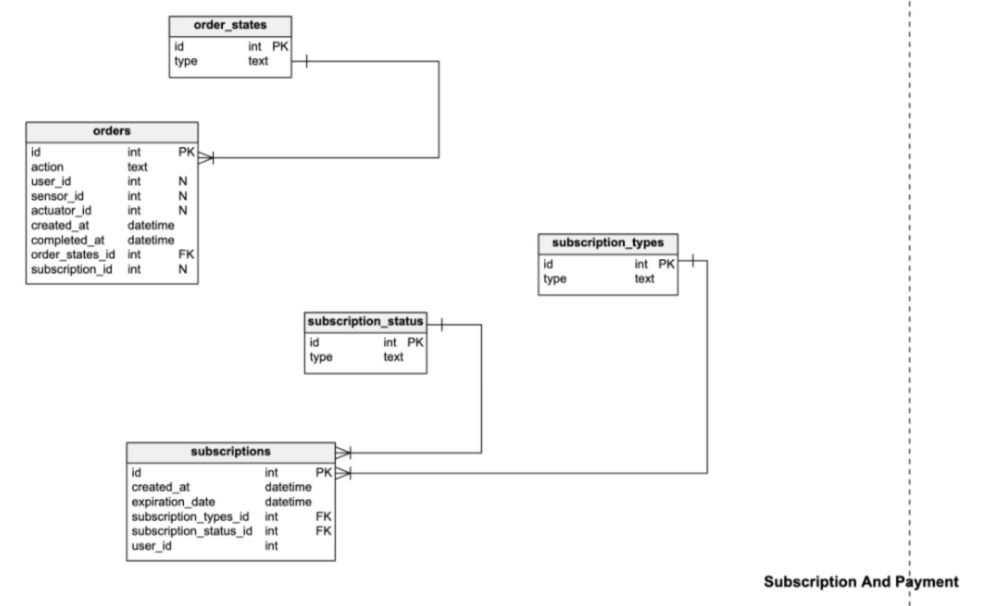 order_states
id int PK
type text
orders
id int PK
action text
user_id int N
sensor_id int N
actuator_id int N
created_at datetime
completed_at datetime
order_states_id int FK
subscription_id int N
subscription_types
id int PK
type text
subscription_status
id int PK
type text
subscriptions
id int PK
created_at datetime
expiration_date datetime
subscription_types_id int FK
subscription_status_id int FK
user_id int
Subscription And Payment